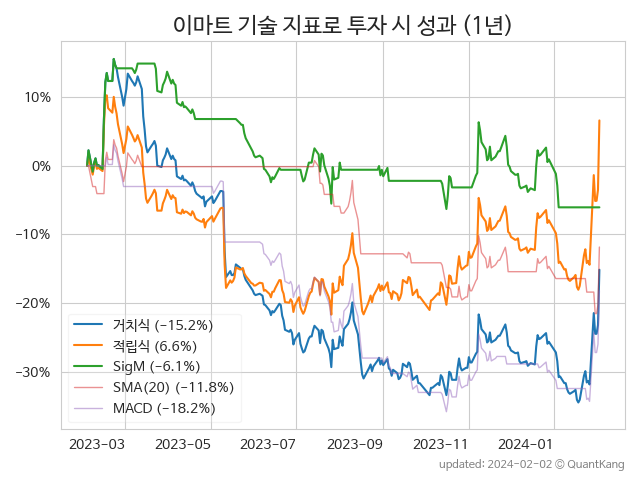 이마트 기술 지표로 투자 시 성과 (1년)
10%
0%
−10%
−20%
−30%
거치식 (−15.2%)
적립식 (6.6%)
SigM (−6.1%)
SMA(20) (−11.8%)
MACD (−18.2%)
2023−03 2023−05 2023−07 2023−09 2023−11 2024−01
updated: 2024-02-02 © QuantKang